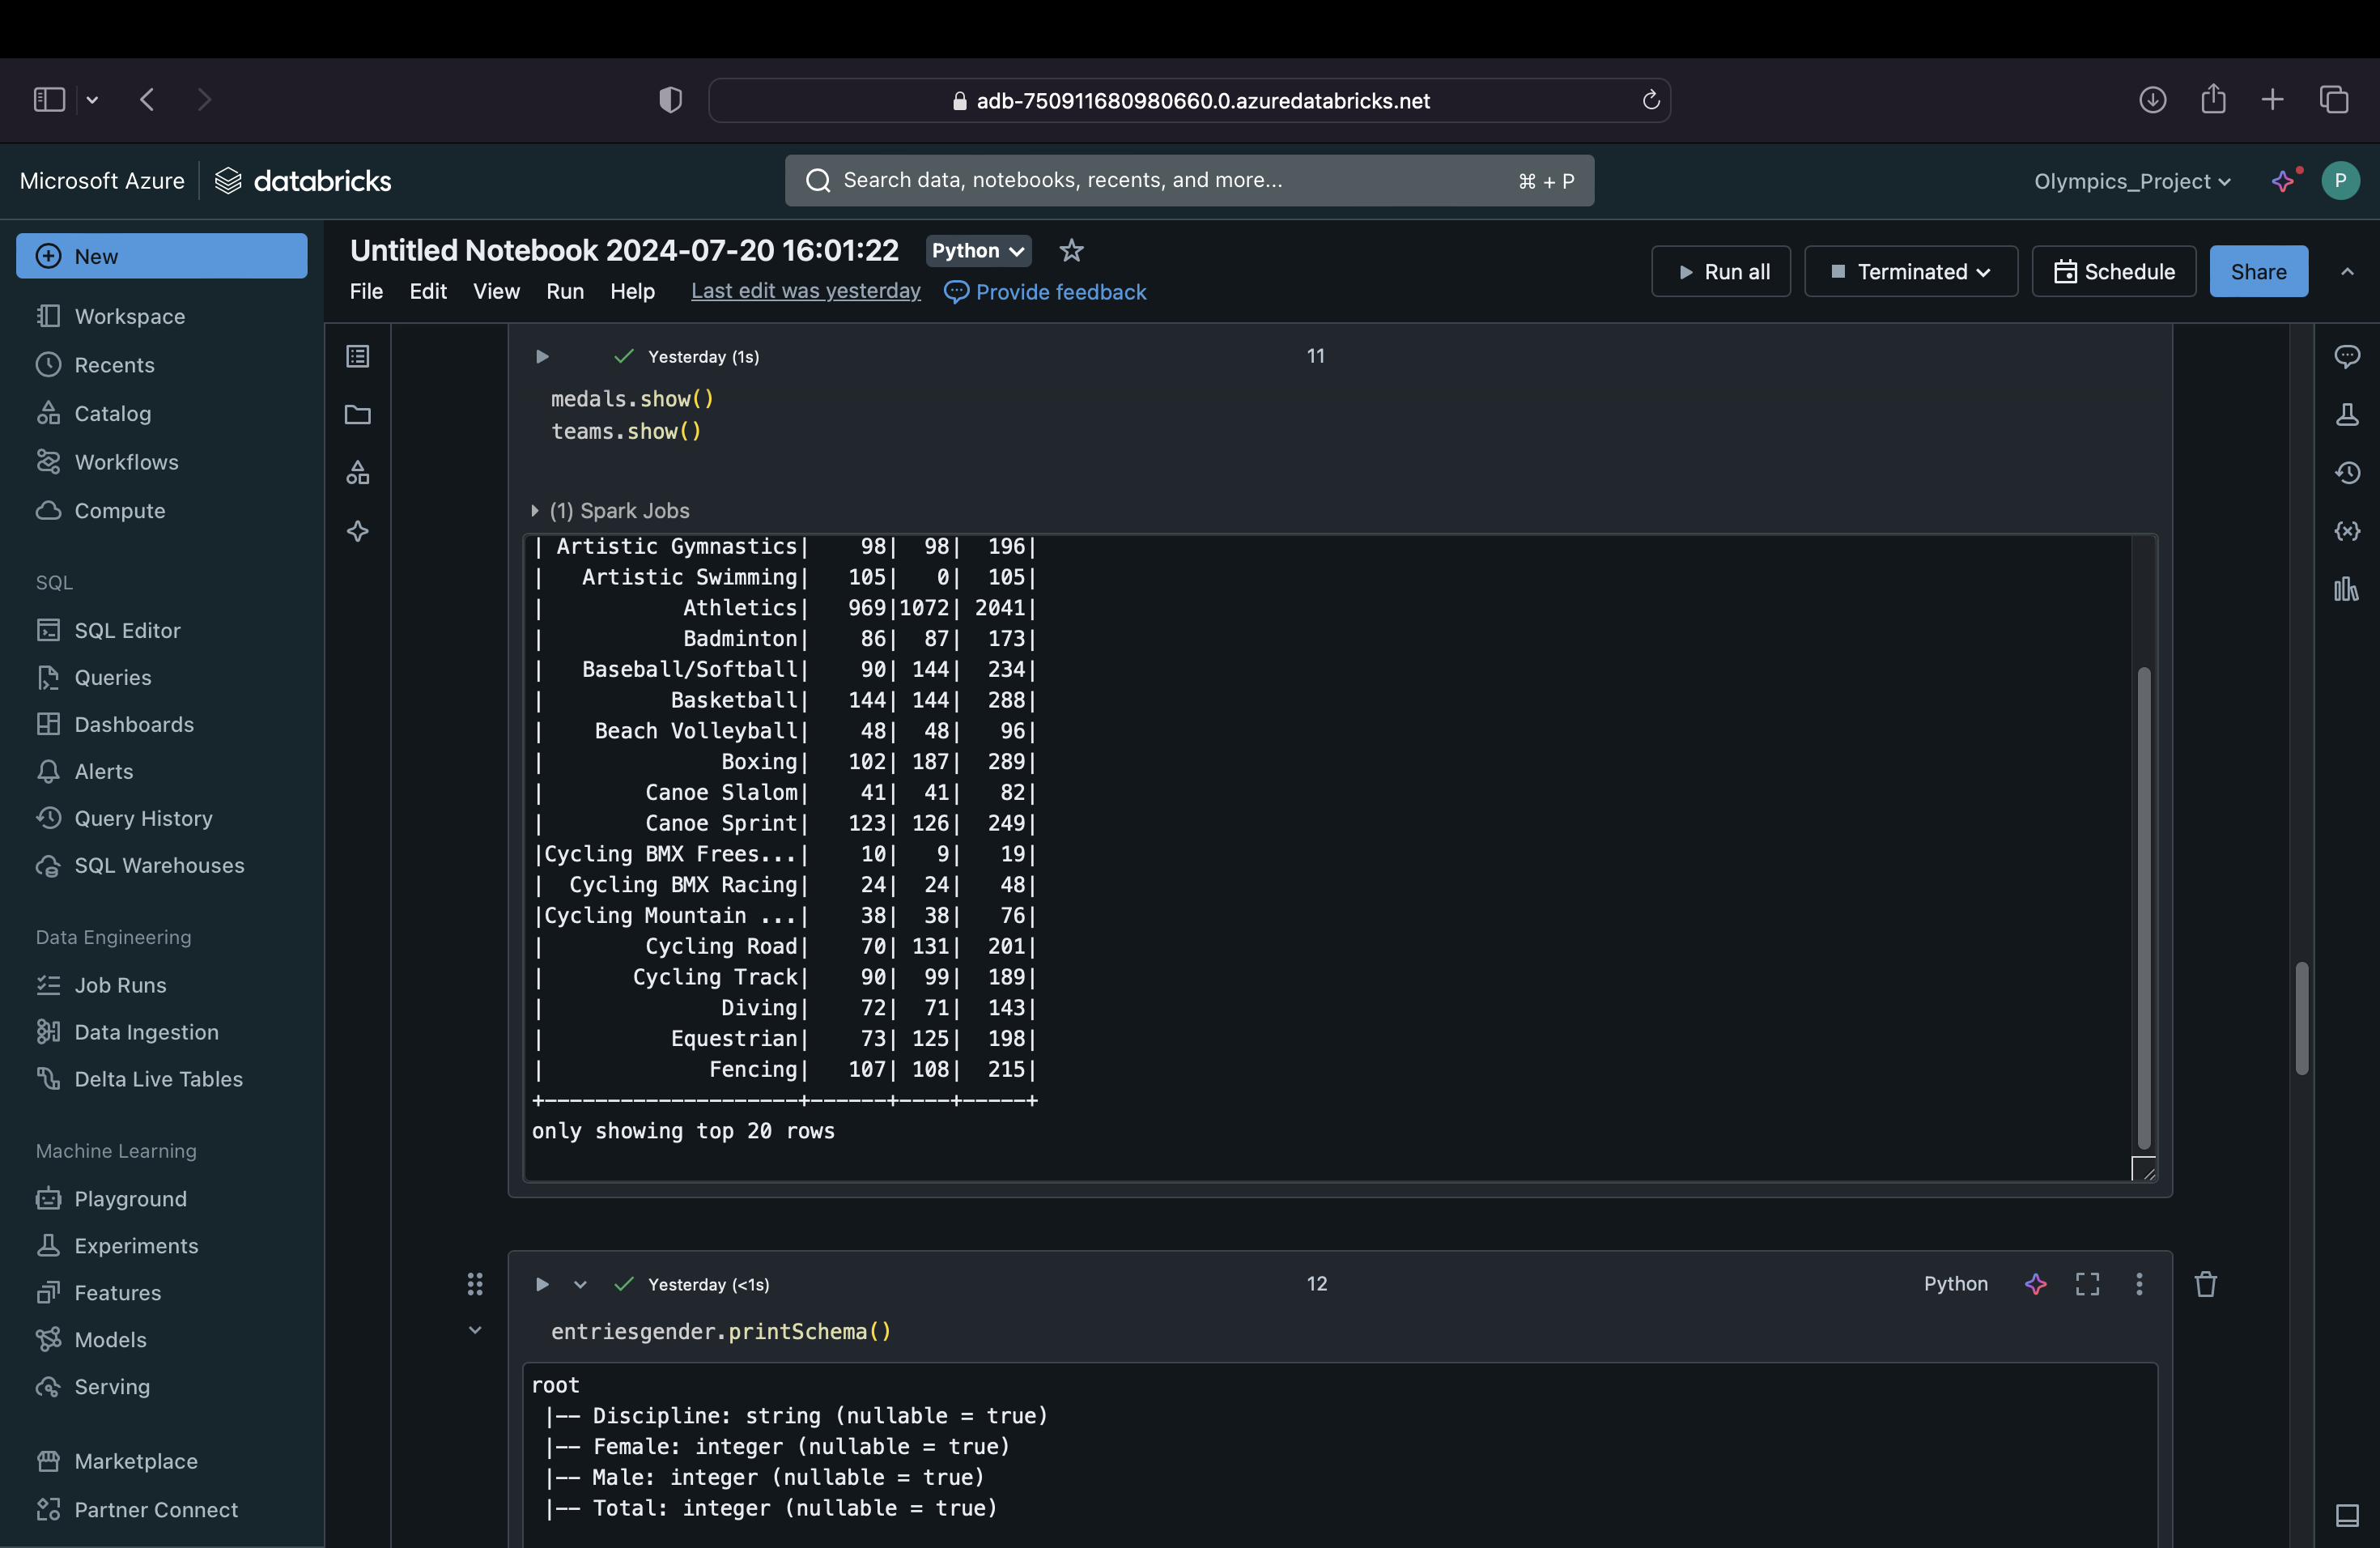 adb-750911680980660.0.azuredatabricks.net
Microsoft Azure databricks Search data, notebooks, recents, and more... ⌘ + P Olympics_Project P
New
Workspace
Recents
Catalog
Workflows
Compute
SQL
SQL Editor
Queries
Dashboards
Alerts
Query History
SQL Warehouses
Data Engineering
Job Runs
Data Ingestion
Delta Live Tables
Machine Learning
Playground
Experiments
Features
Models
Serving
Marketplace
Partner Connect
Untitled Notebook 2024-07-20 16:01:22 Python
File Edit View Run Help Last edit was yesterday Provide feedback
Run all Terminated Schedule Share
Yesterday (1s) 11
medals.show()
teams.show()
(1) Spark Jobs
| Artistic Gymnastics|    98|  98|  196|
|   Artistic Swimming|   105|   0|  105|
|           Athletics|   969|1072| 2041|
|           Badminton|    86|  87|  173|
|   Baseball/Softball|    90| 144|  234|
|          Basketball|   144| 144|  288|
|    Beach Volleyball|    48|  48|   96|
|              Boxing|   102| 187|  289|
|        Canoe Slalom|    41|  41|   82|
|        Canoe Sprint|   123| 126|  249|
|Cycling BMX Frees...|    10|   9|   19|
|  Cycling BMX Racing|    24|  24|   48|
|Cycling Mountain ...|    38|  38|   76|
|        Cycling Road|    70| 131|  201|
|       Cycling Track|    90|  99|  189|
|              Diving|    72|  71|  143|
|          Equestrian|    73| 125|  198|
|             Fencing|   107| 108|  215|
+--------------------+------+----+-----+
only showing top 20 rows
Yesterday (<1s) 12 Python
entriesgender.printSchema()
root
 |-- Discipline: string (nullable = true)
 |-- Female: integer (nullable = true)
 |-- Male: integer (nullable = true)
 |-- Total: integer (nullable = true)